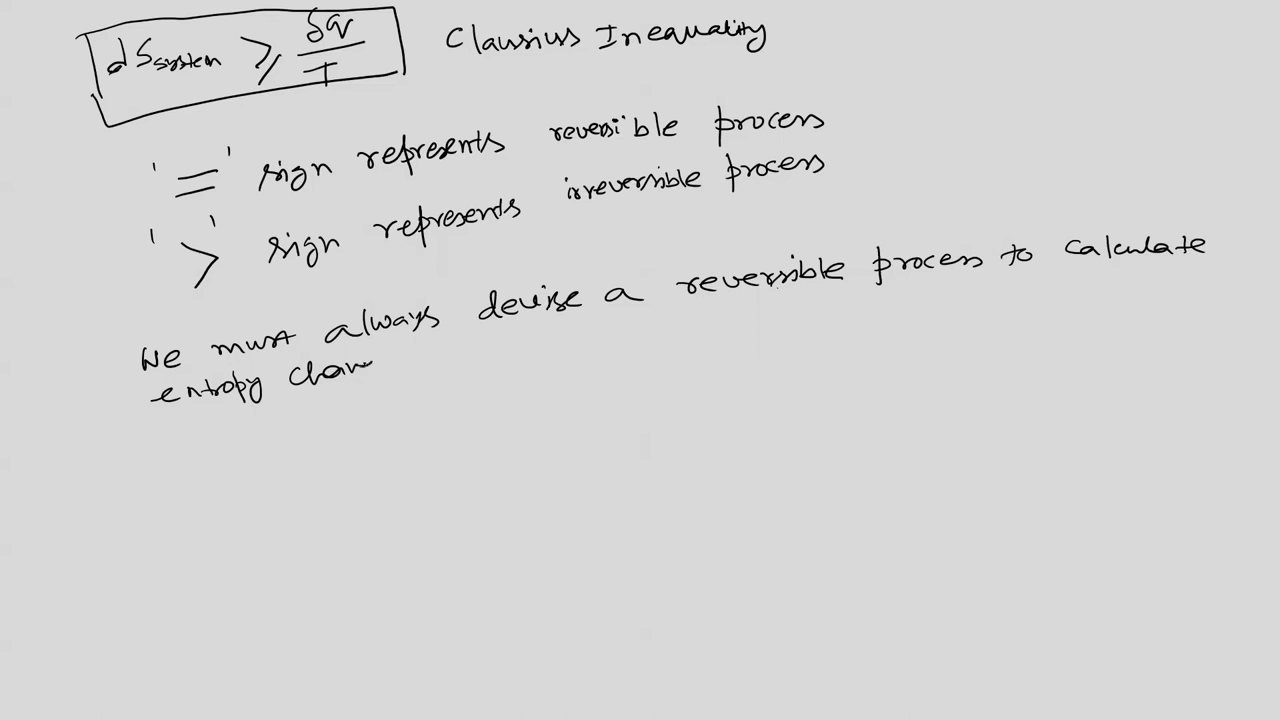 dS_system ≥ δq/T Clausius Inequality
'=' sign represents reversible process
'>' sign represents irreversible process
We must always devise a reversible process to calculate
entropy chan